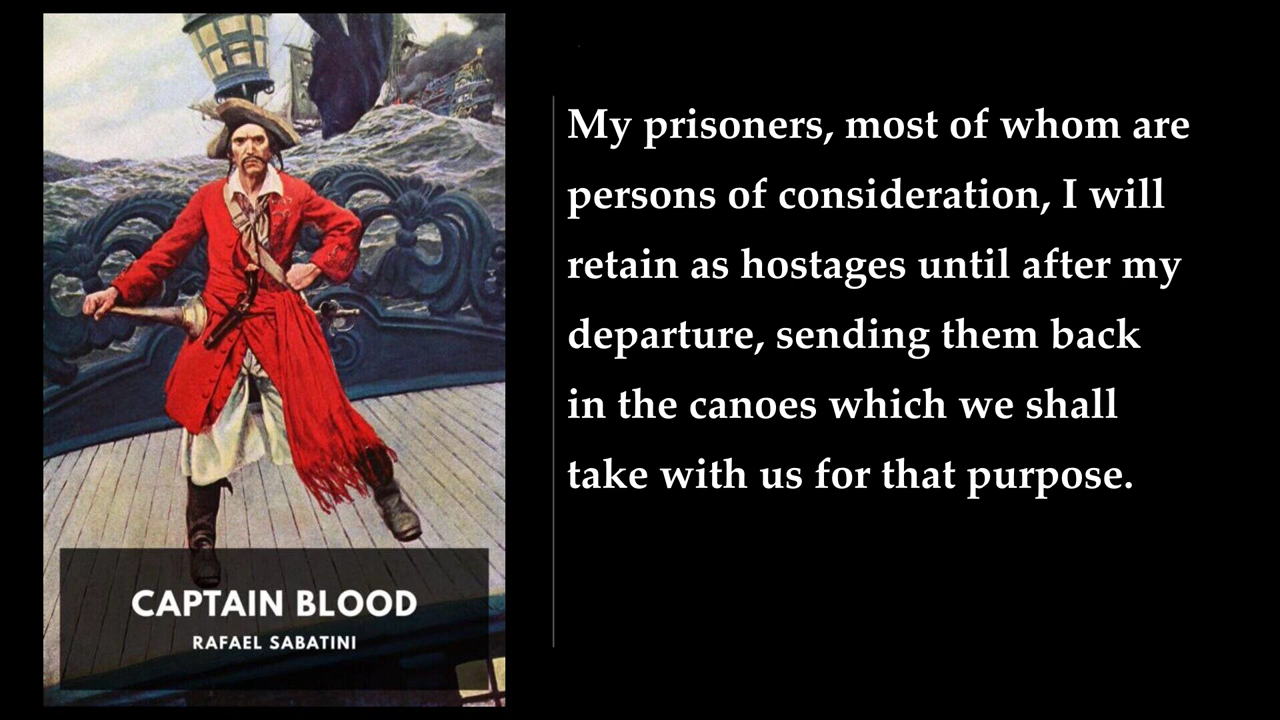 CAPTAIN BLOOD
RAFAEL SABATINI
My prisoners, most of whom are
persons of consideration, I will
retain as hostages until after my
departure, sending them back
in the canoes which we shall
take with us for that purpose.